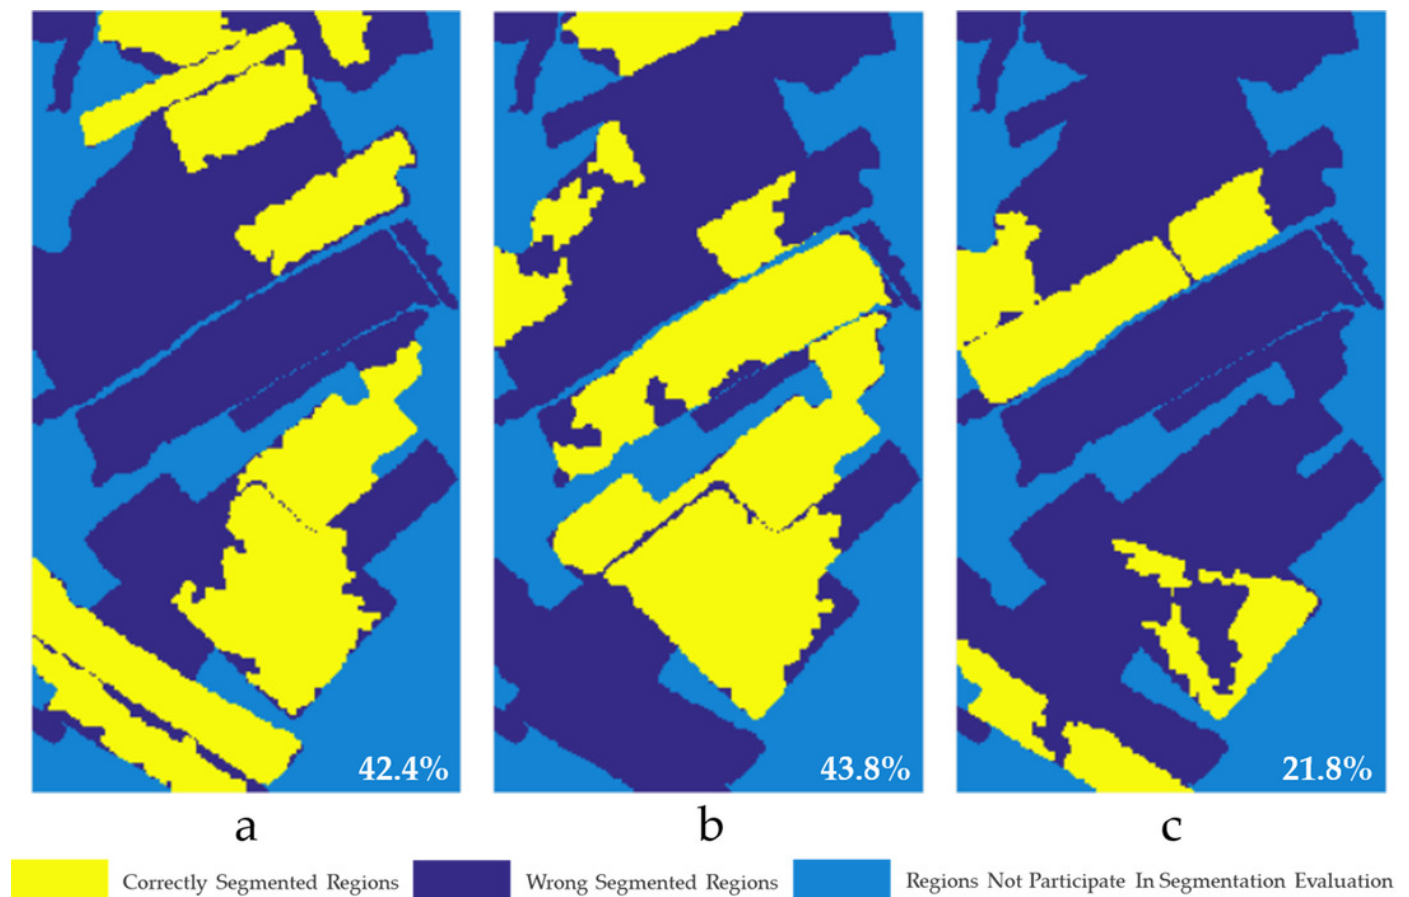 42.4%
43.8%
21.8%
a
b
c
Correctly Segmented Regions
Wrong Segmented Regions
Regions Not Participate In Segmentation Evaluation